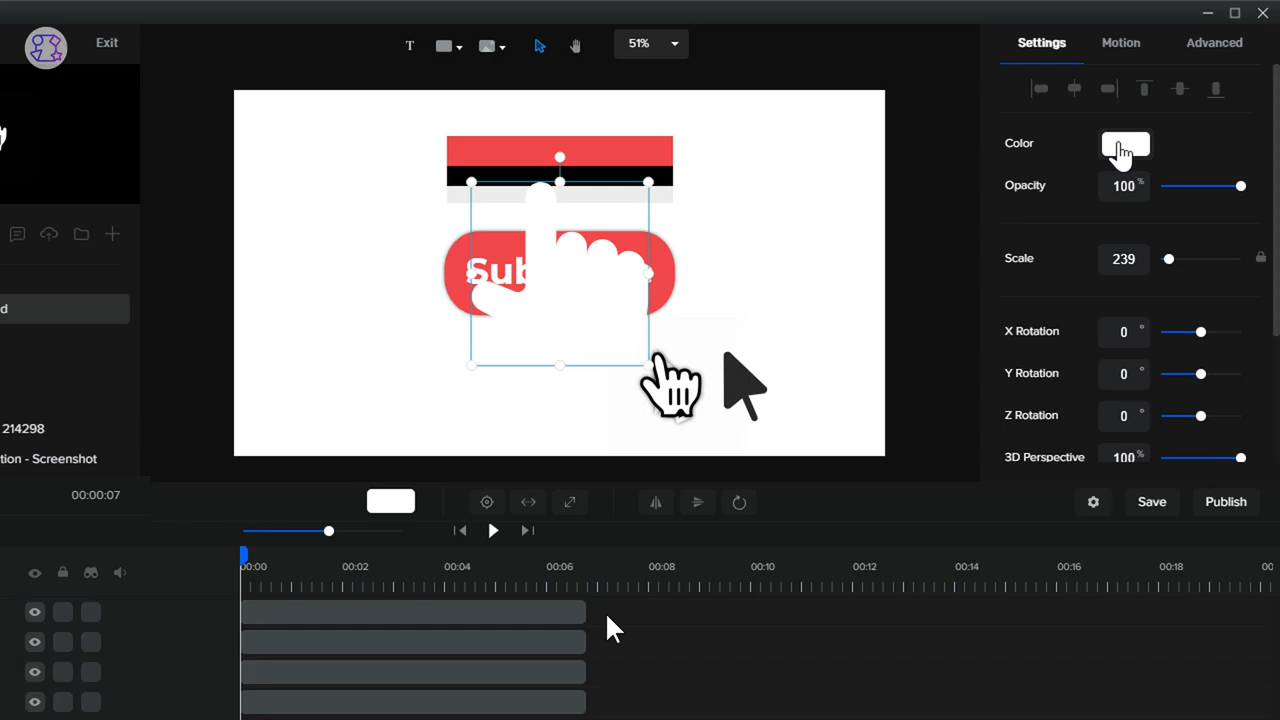 Exit
T
51%
Settings
Motion
Advanced
Color
Opacity
100 %
Scale
239
X Rotation
0 °
Y Rotation
0 °
Z Rotation
0 °
3D Perspective
100 %
Sub
d
214298
tion - Screenshot
00:00:07
Save
Publish
00:00
00:02
00:04
00:06
00:08
00:10
00:12
00:14
00:16
00:18
00